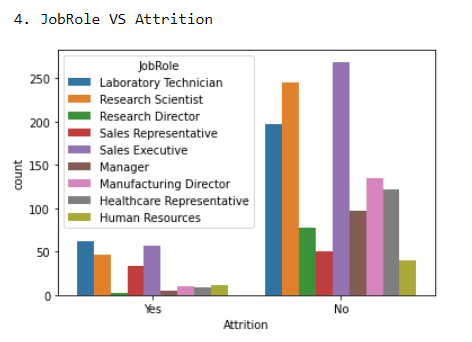 4. JobRole VS Attrition
JobRole
Laboratory Technician
Research Scientist
Research Director
Sales Representative
Sales Executive
Manager
Manufacturing Director
Healthcare Representative
Human Resources
count
250
200
150
100
50
0
Yes
No
Attrition